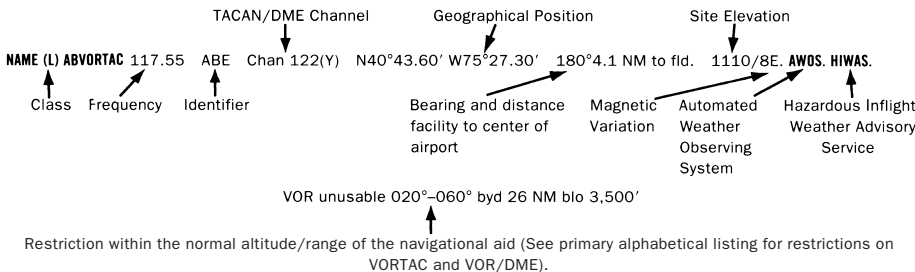 TACAN/DME Channel Geographical Position Site Elevation
NAME (L) ABVORTAC 117.55 ABE Chan 122(Y) N40°43.60′ W75°27.30′ 180°4.1 NM to fld. 1110/8E. AWOS. HIWAS.
Class Frequency Identifier Bearing and distance Magnetic Automated Hazardous Inflight
facility to center of Variation Weather Weather Advisory
airport Observing Service
System
VOR unusable 020°–060° byd 26 NM blo 3,500′
Restriction within the normal altitude/range of the navigational aid (See primary alphabetical listing for restrictions on
VORTAC and VOR/DME).